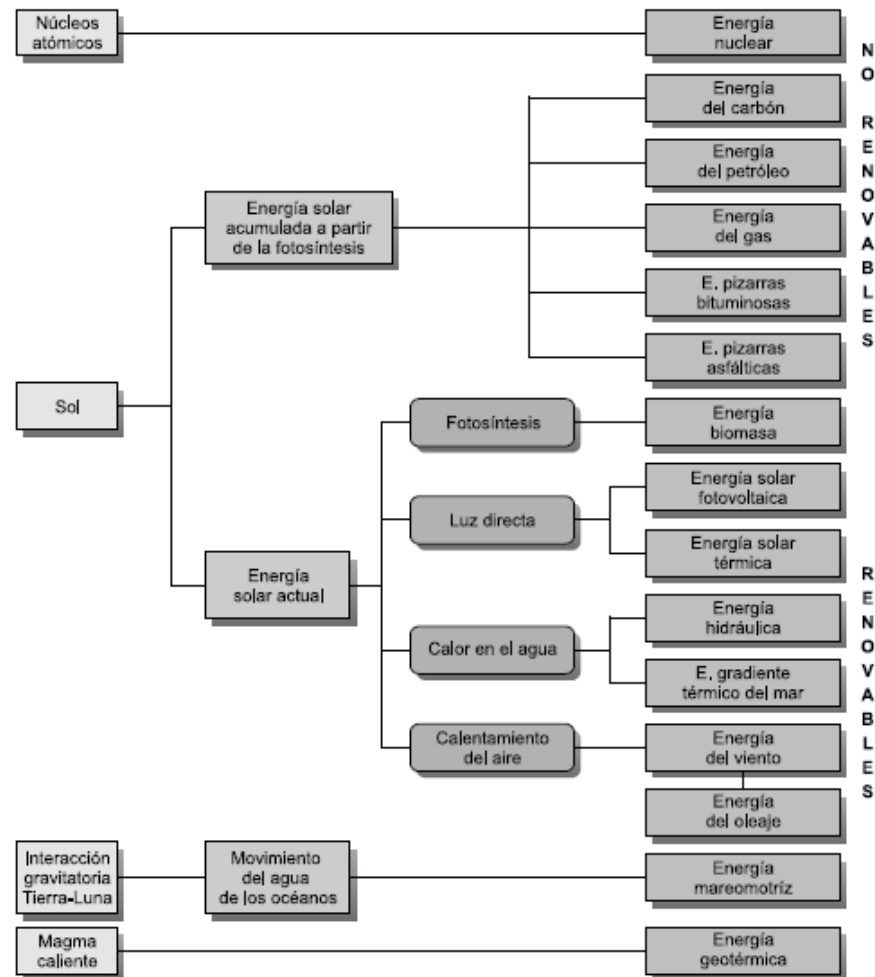 Núcleos
atómicos
Energía
nuclear
Energía
del carbón
Energía
del petróleo
Energía solar
acumulada a partir
de la fotosíntesis
Energía
del gas
E. pizarras
bituminosas
E. pizarras
asfálticas
NO RENOVABLES
Sol
Energía
solar actual
Fotosíntesis
Energía
biomasa
Luz directa
Energía solar
fotovoltaica
Energía solar
térmica
Calor en el agua
Energía
hidráulica
E. gradiente
térmico del mar
Calentamiento
del aire
Energía
del viento
Energía
del oleaje
RENOVABLES
Interacción
gravitatoria
Tierra-Luna
Movimiento
del agua
de los océanos
Energía
mareomotríz
Magma
caliente
Energía
geotérmica